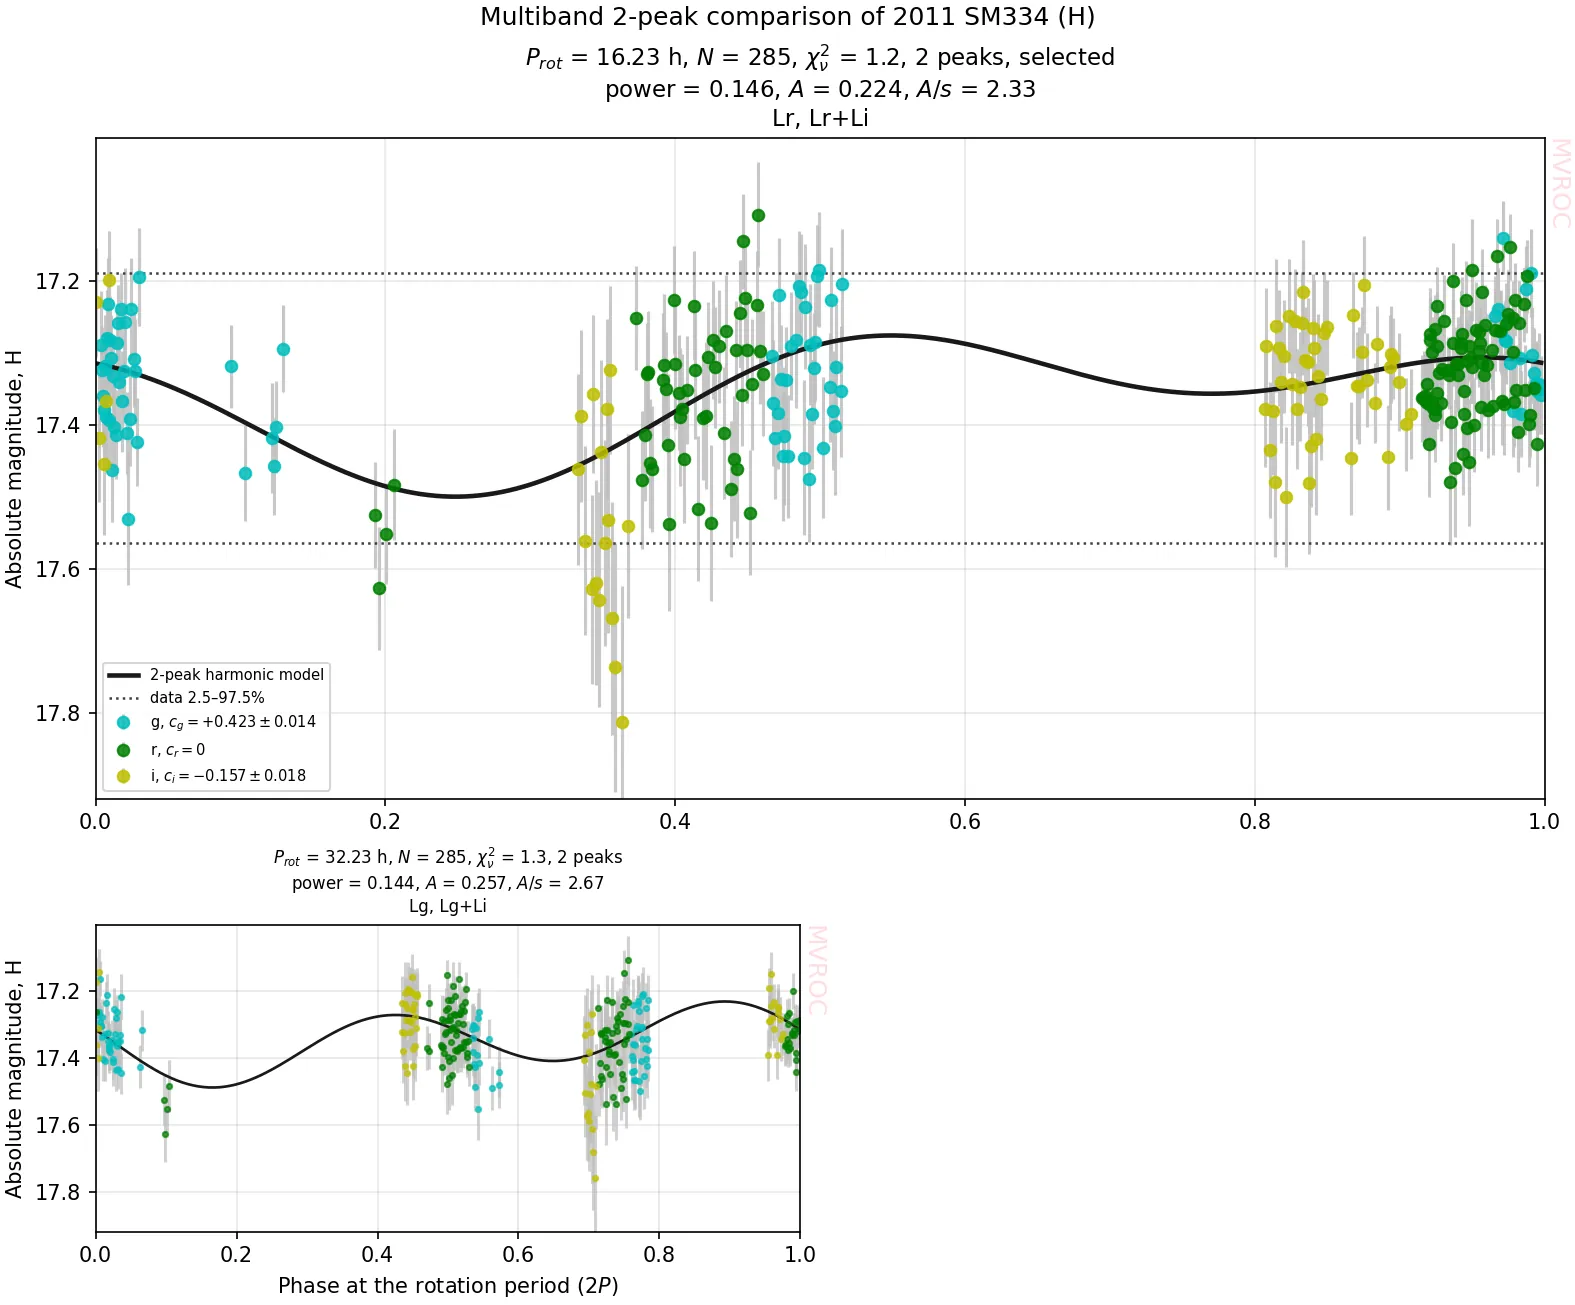 Multiband 2-peak comparison of 2011 SM334 (H)
P_rot = 16.23 h, N = 285, χ²_ν = 1.2, 2 peaks, selected
power = 0.146, A = 0.224, A/s = 2.33
Lr, Lr+Li
MVROC
Absolute magnitude, H
17.2
17.4
17.6
17.8
2-peak harmonic model
data 2.5–97.5%
g, c_g = +0.423 ± 0.014
r, c_r = 0
i, c_i = −0.157 ± 0.018
0.0 0.2 0.4 0.6 0.8 1.0
P_rot = 32.23 h, N = 285, χ²_ν = 1.3, 2 peaks
power = 0.144, A = 0.257, A/s = 2.67
Lg, Lg+Li
MVROC
Absolute magnitude, H
17.2
17.4
17.6
17.8
0.0 0.2 0.4 0.6 0.8 1.0
Phase at the rotation period (2P)